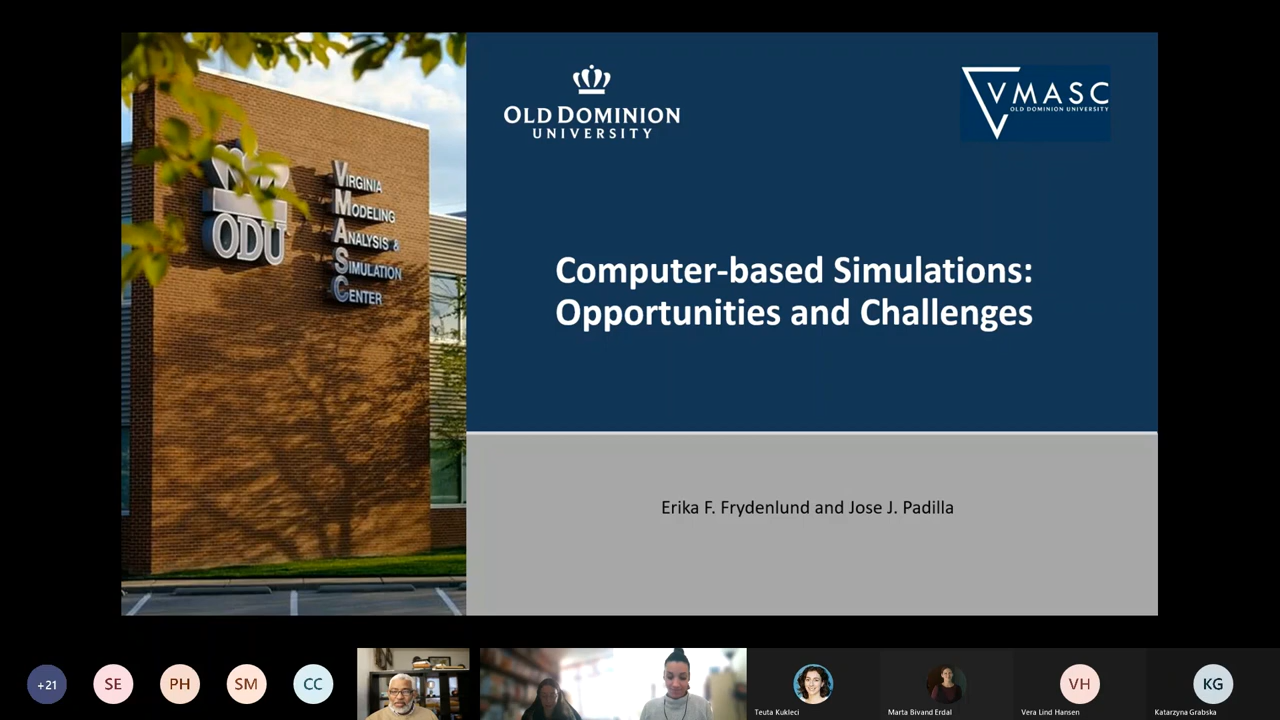 ODU
VIRGINIA
MODELING
ANALYSIS &
SIMULATION
CENTER
OLD DOMINION
UNIVERSITY
VMASC
OLD DOMINION UNIVERSITY
Computer-based Simulations:
Opportunities and Challenges
Erika F. Frydenlund and Jose J. Padilla
+21
SE
PH
SM
CC
VH
KG
Teuta Kukleci
Marta Bivand Erdal
Vera Lind Hansen
Katarzyna Grabska